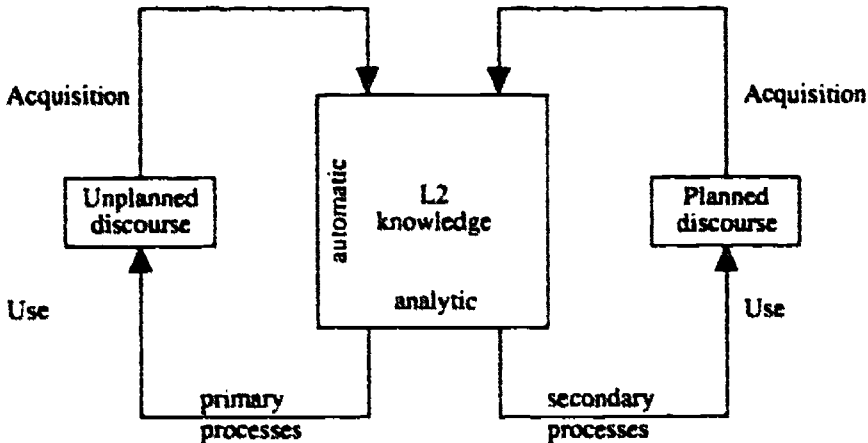 Acquisition
Acquisition
Unplanned
discourse
automatic
L2
knowledge
analytic
Planned
discourse
Use
Use
primary
processes
secondary
processes